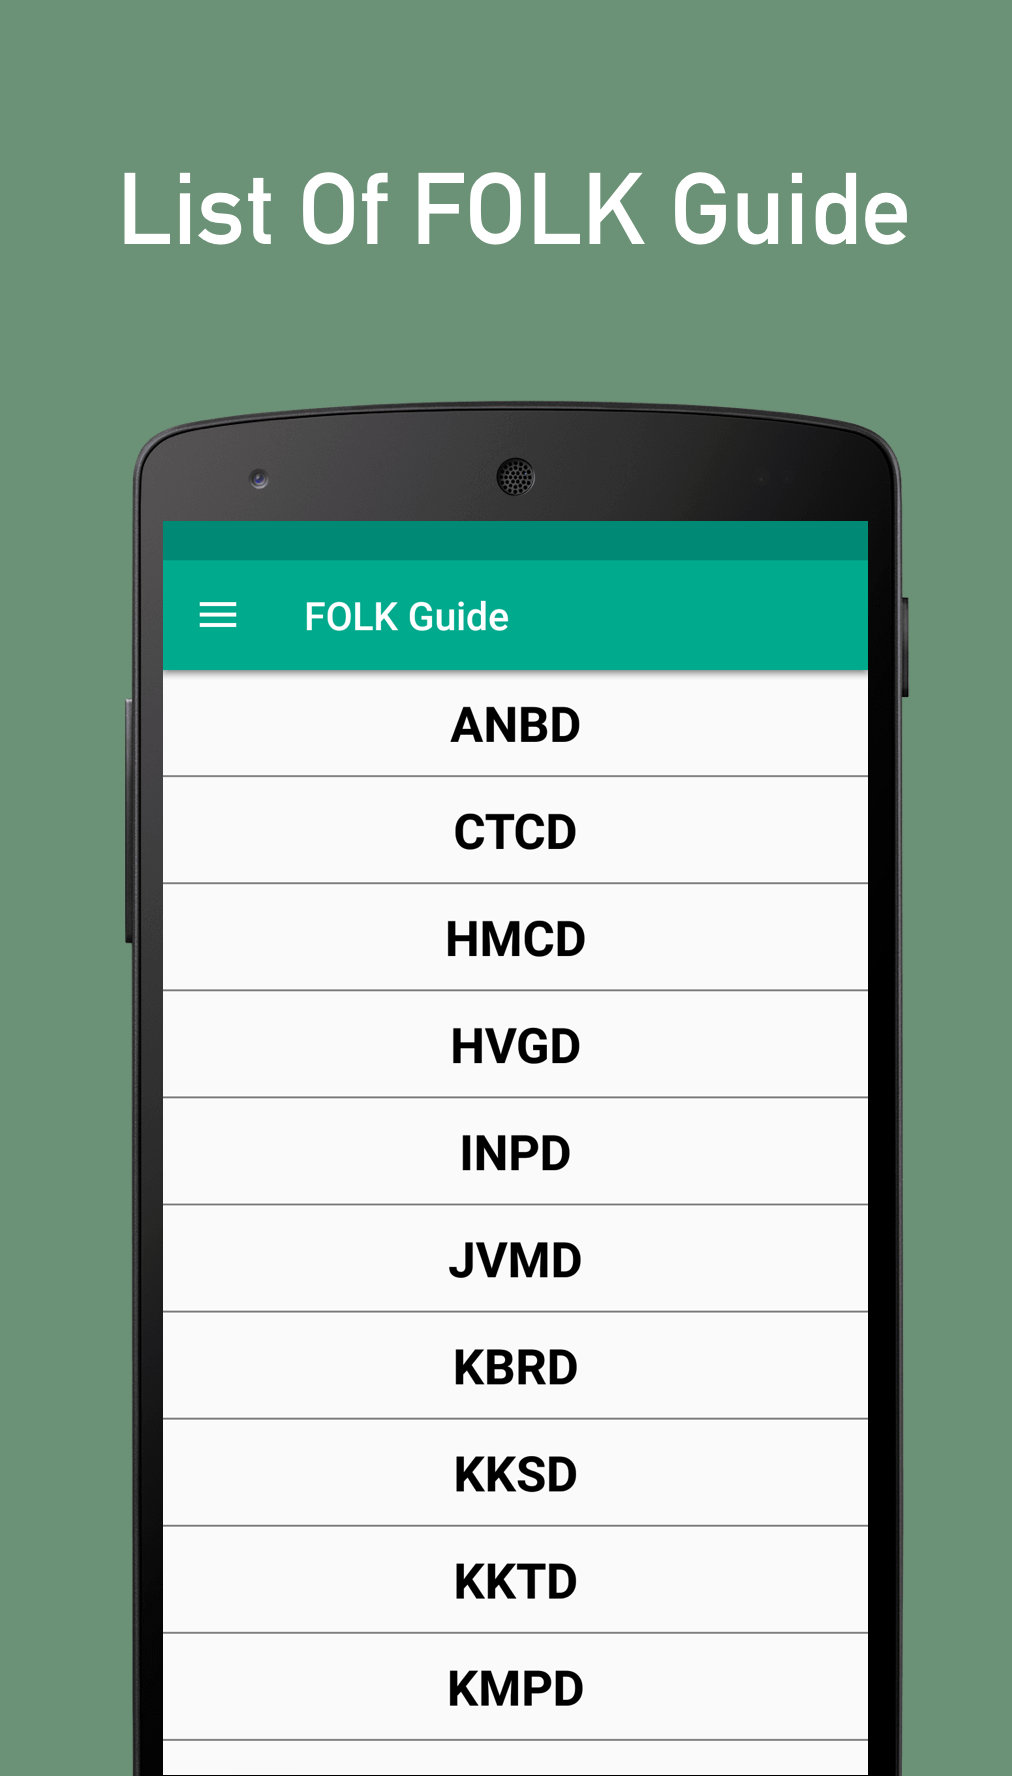 List Of FOLK Guide
FOLK Guide
ANBD
CTCD
HMCD
HVGD
INPD
JVMD
KBRD
KKSD
KKTD
KMPD